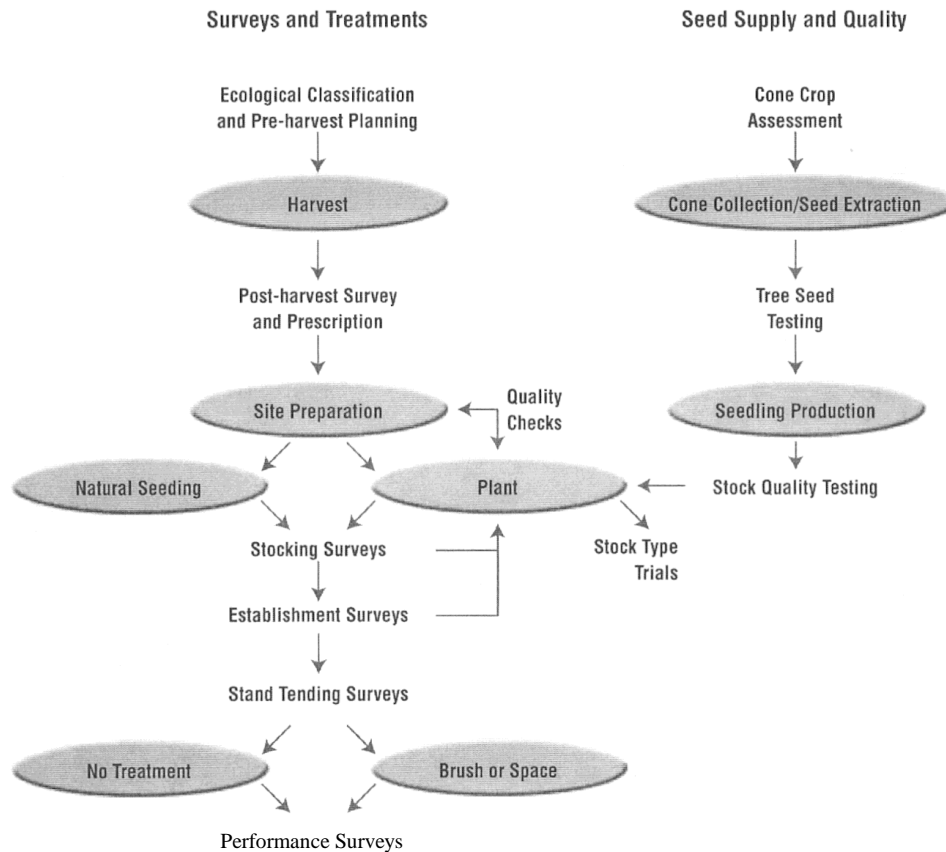 Surveys and Treatments
Seed Supply and Quality
Ecological Classification
and Pre-harvest Planning
Cone Crop
Assessment
Harvest
Cone Collection/Seed Extraction
Post-harvest Survey
and Prescription
Tree Seed
Testing
Site Preparation
Quality
Checks
Seedling Production
Natural Seeding
Plant
Stock Quality Testing
Stocking Surveys
Stock Type
Trials
Establishment Surveys
Stand Tending Surveys
No Treatment
Brush or Space
Performance Surveys